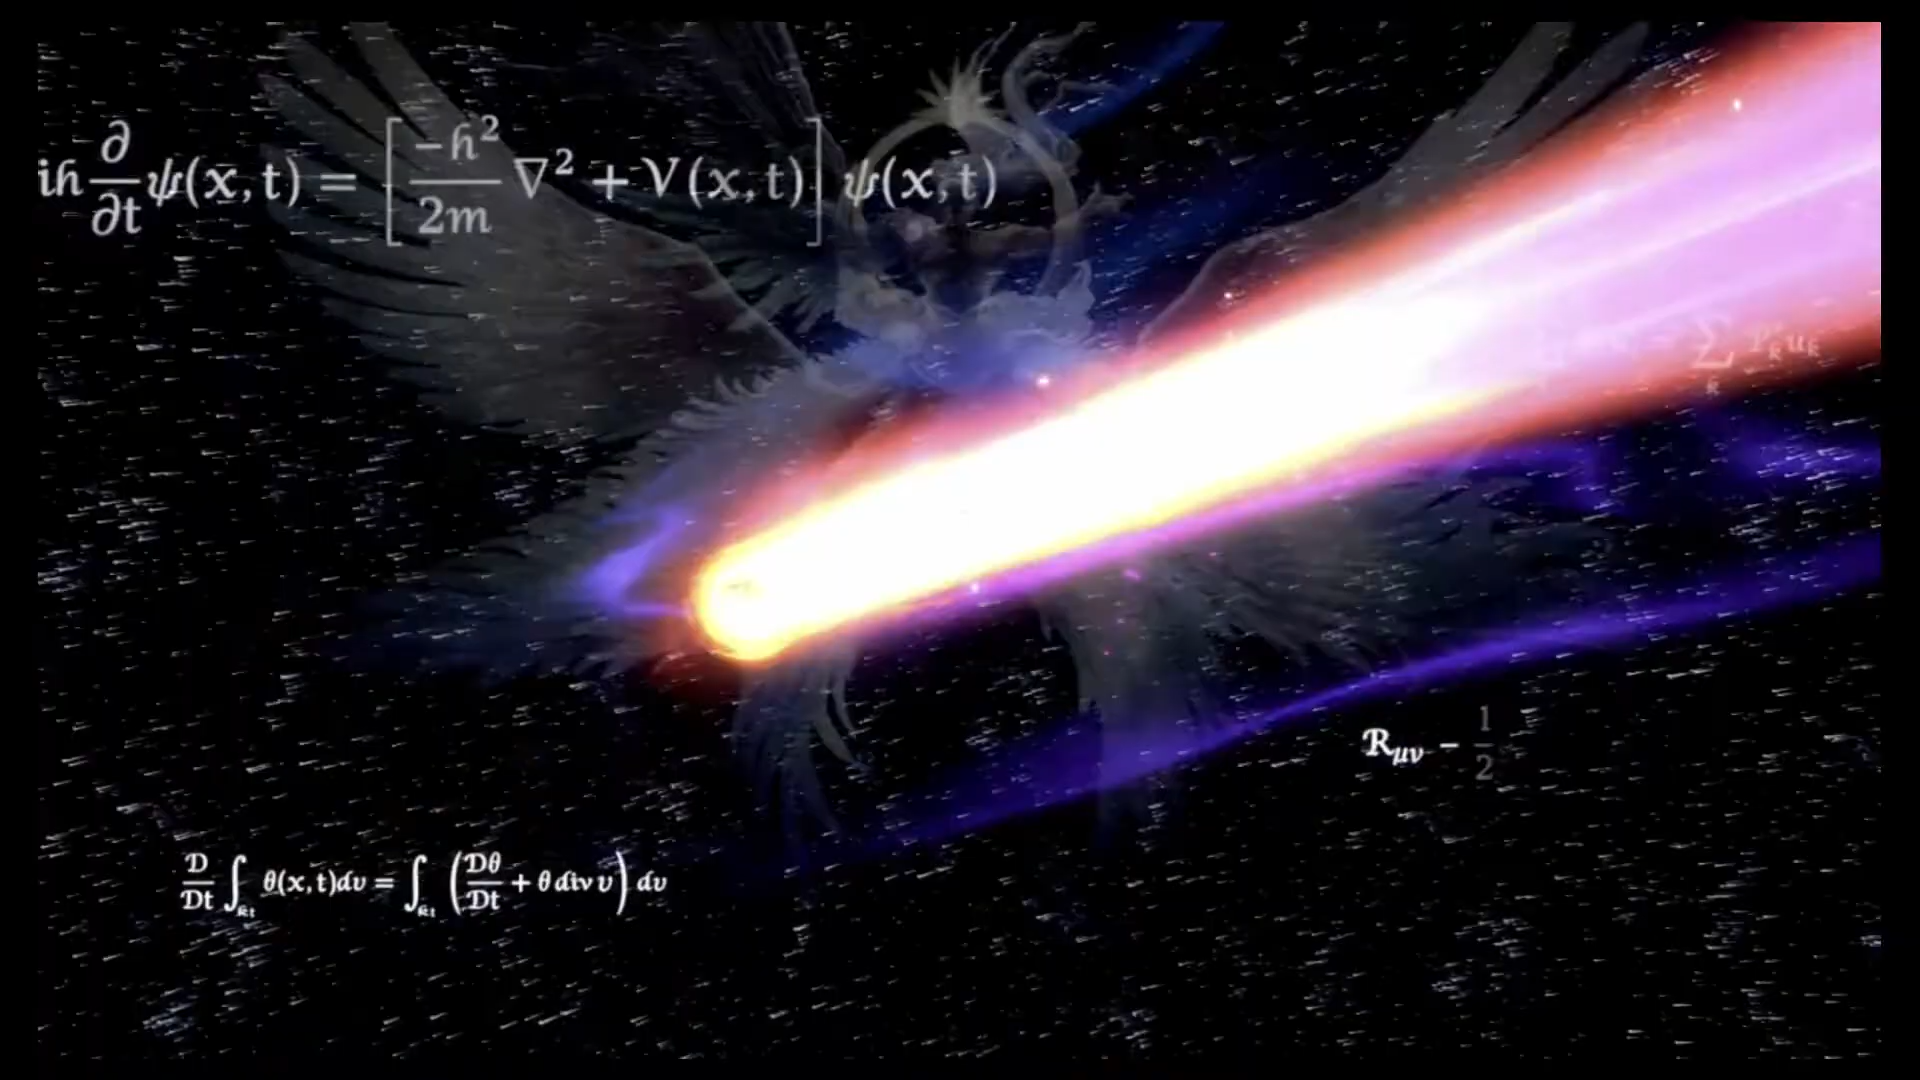 iℏ ∂/∂t ψ(x,t) = [−ℏ²/2m ∇² + V(x,t)] ψ(x,t)
= ∑
R_μν − 1/2
D/Dt ∫ θ(x,t)dv = ∫ (Dθ/Dt + θ div v) dv